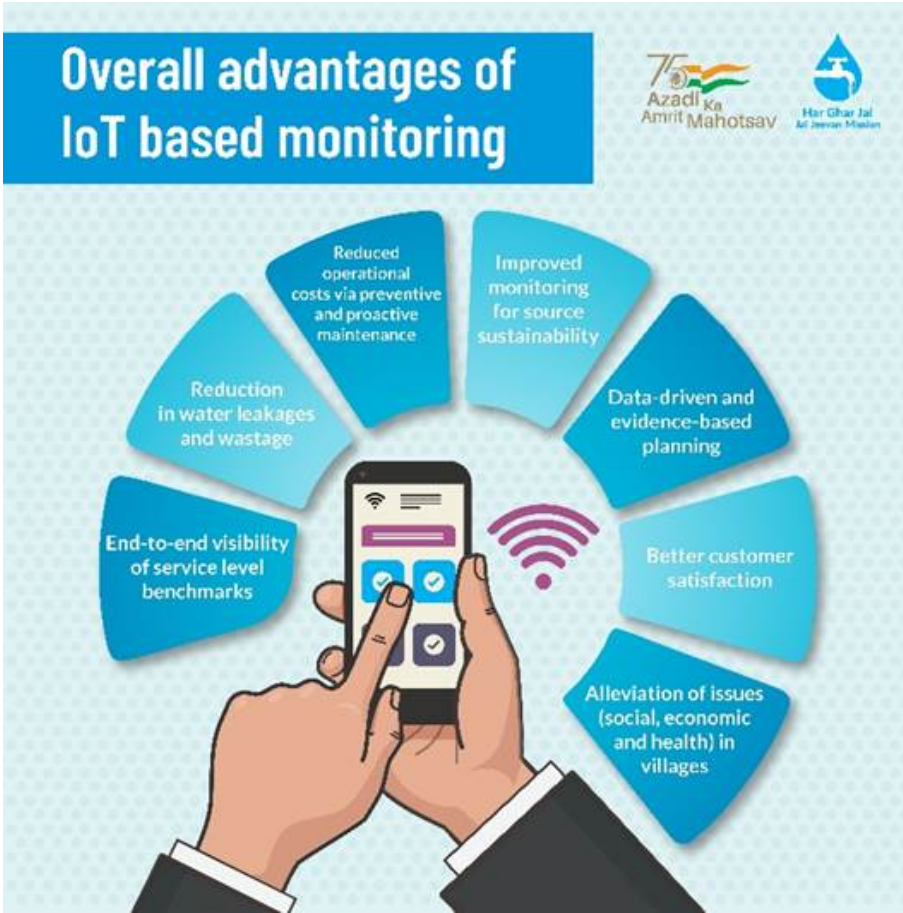 Overall advantages of
IoT based monitoring
75
Azadi Ka
Amrit Mahotsav
Har Ghar Jal
Jal Jeevan Mission
End-to-end visibility
of service level
benchmarks
Reduction
in water leakages
and wastage
Reduced
operational
costs via preventive
and proactive
maintenance
Improved
monitoring
for source
sustainability
Data-driven and
evidence-based
planning
Better customer
satisfaction
Alleviation of issues
(social, economic
and health) in
villages